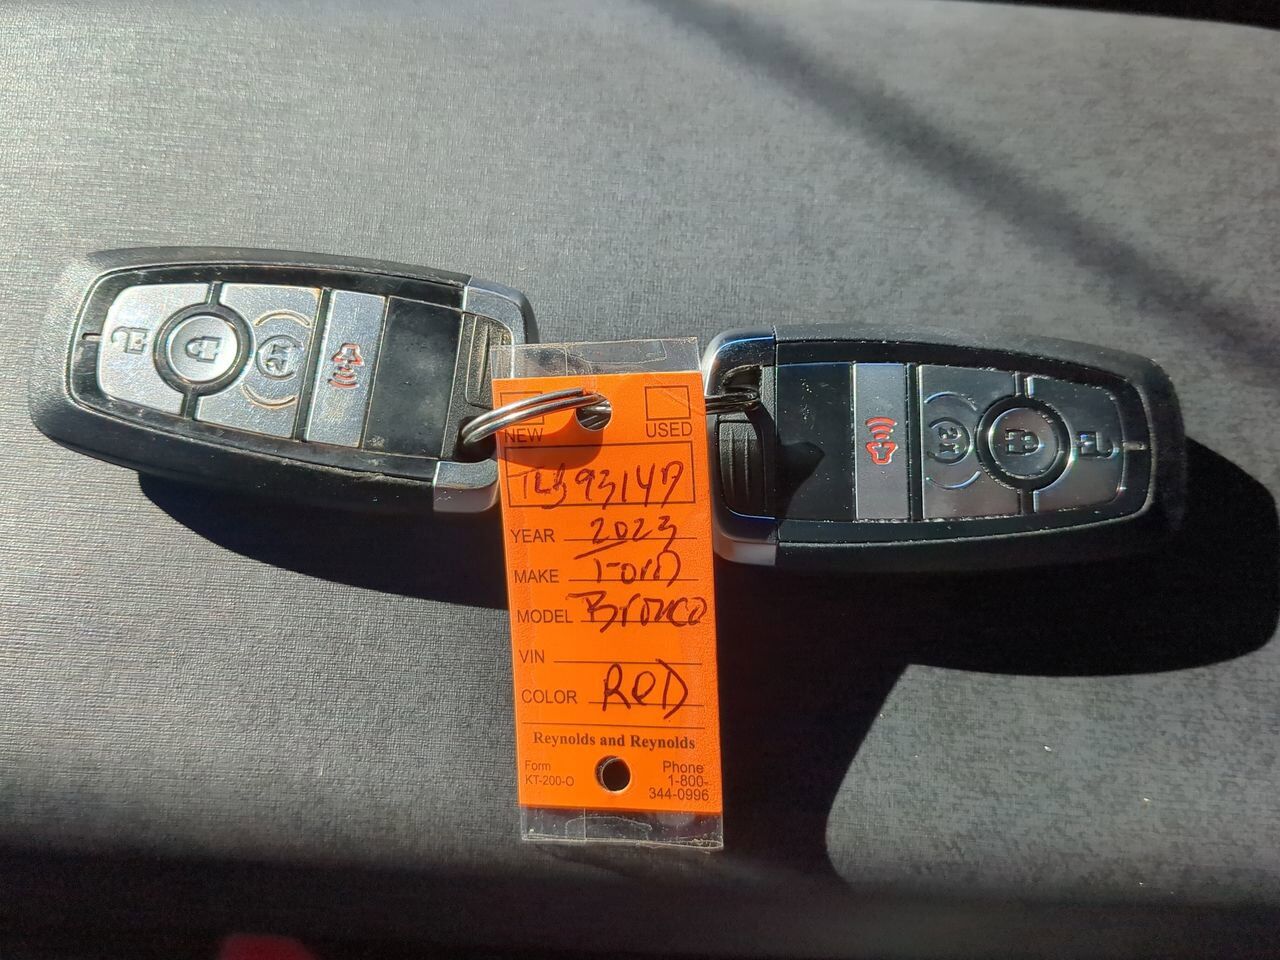 NEW USED
TLB93147
YEAR 2023
MAKE Ford
MODEL Bronco
VIN
COLOR ReD
Reynolds and Reynolds
Form Phone
KT-200-O 1-800-
344-0996